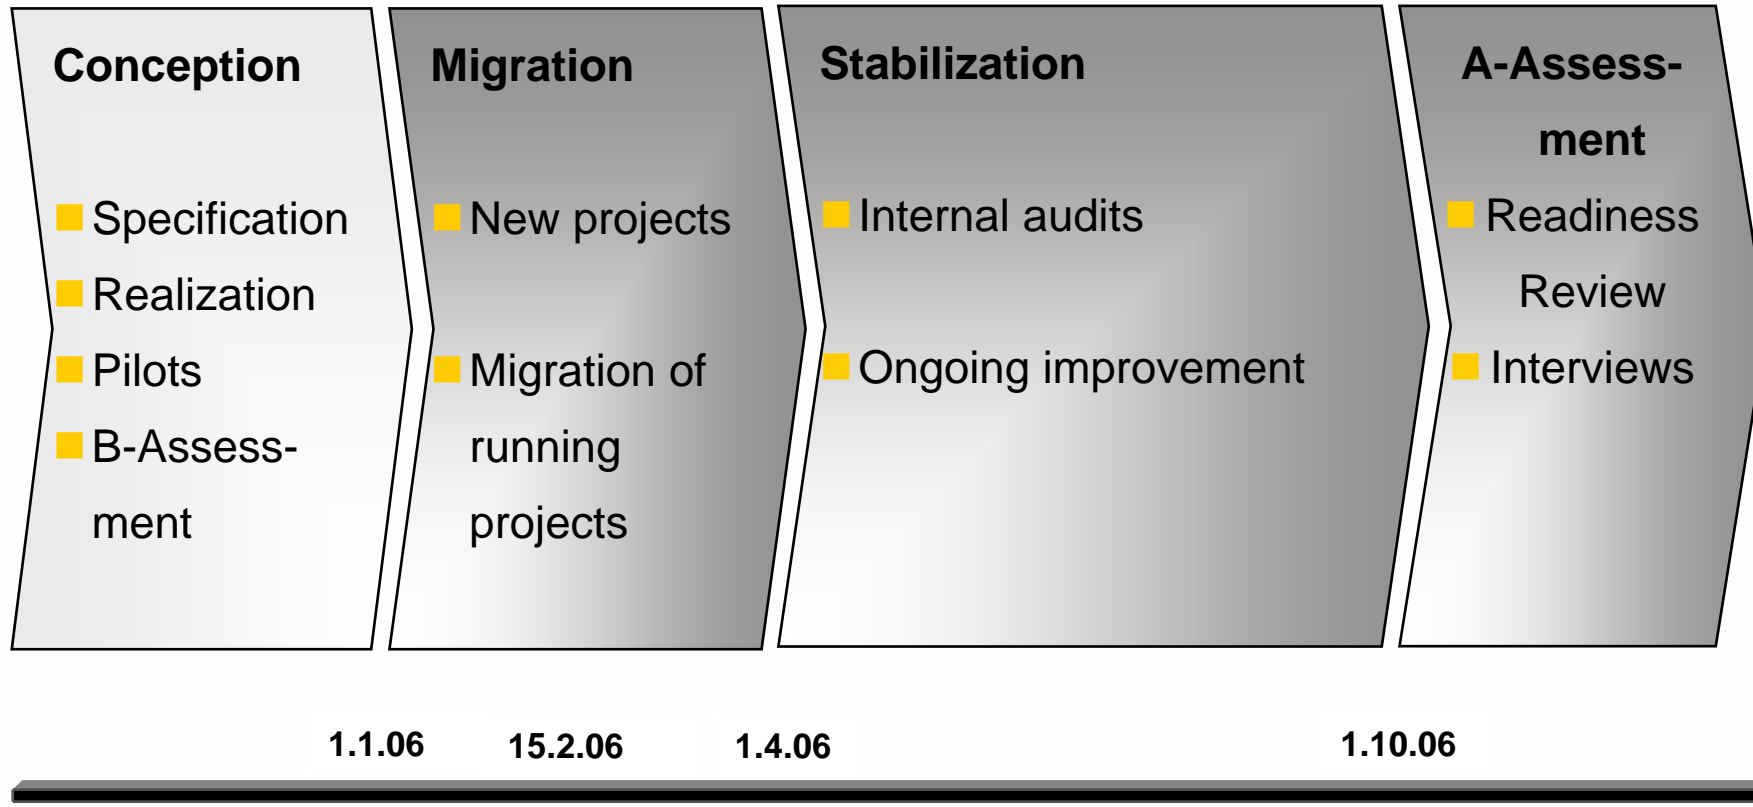 Conception
Specification
Realization
Pilots
B-Assess-
ment
Migration
New projects
Migration of
running
projects
Stabilization
Internal audits
Ongoing improvement
A-Assess-
ment
Readiness
Review
Interviews
1.1.06
15.2.06
1.4.06
1.10.06